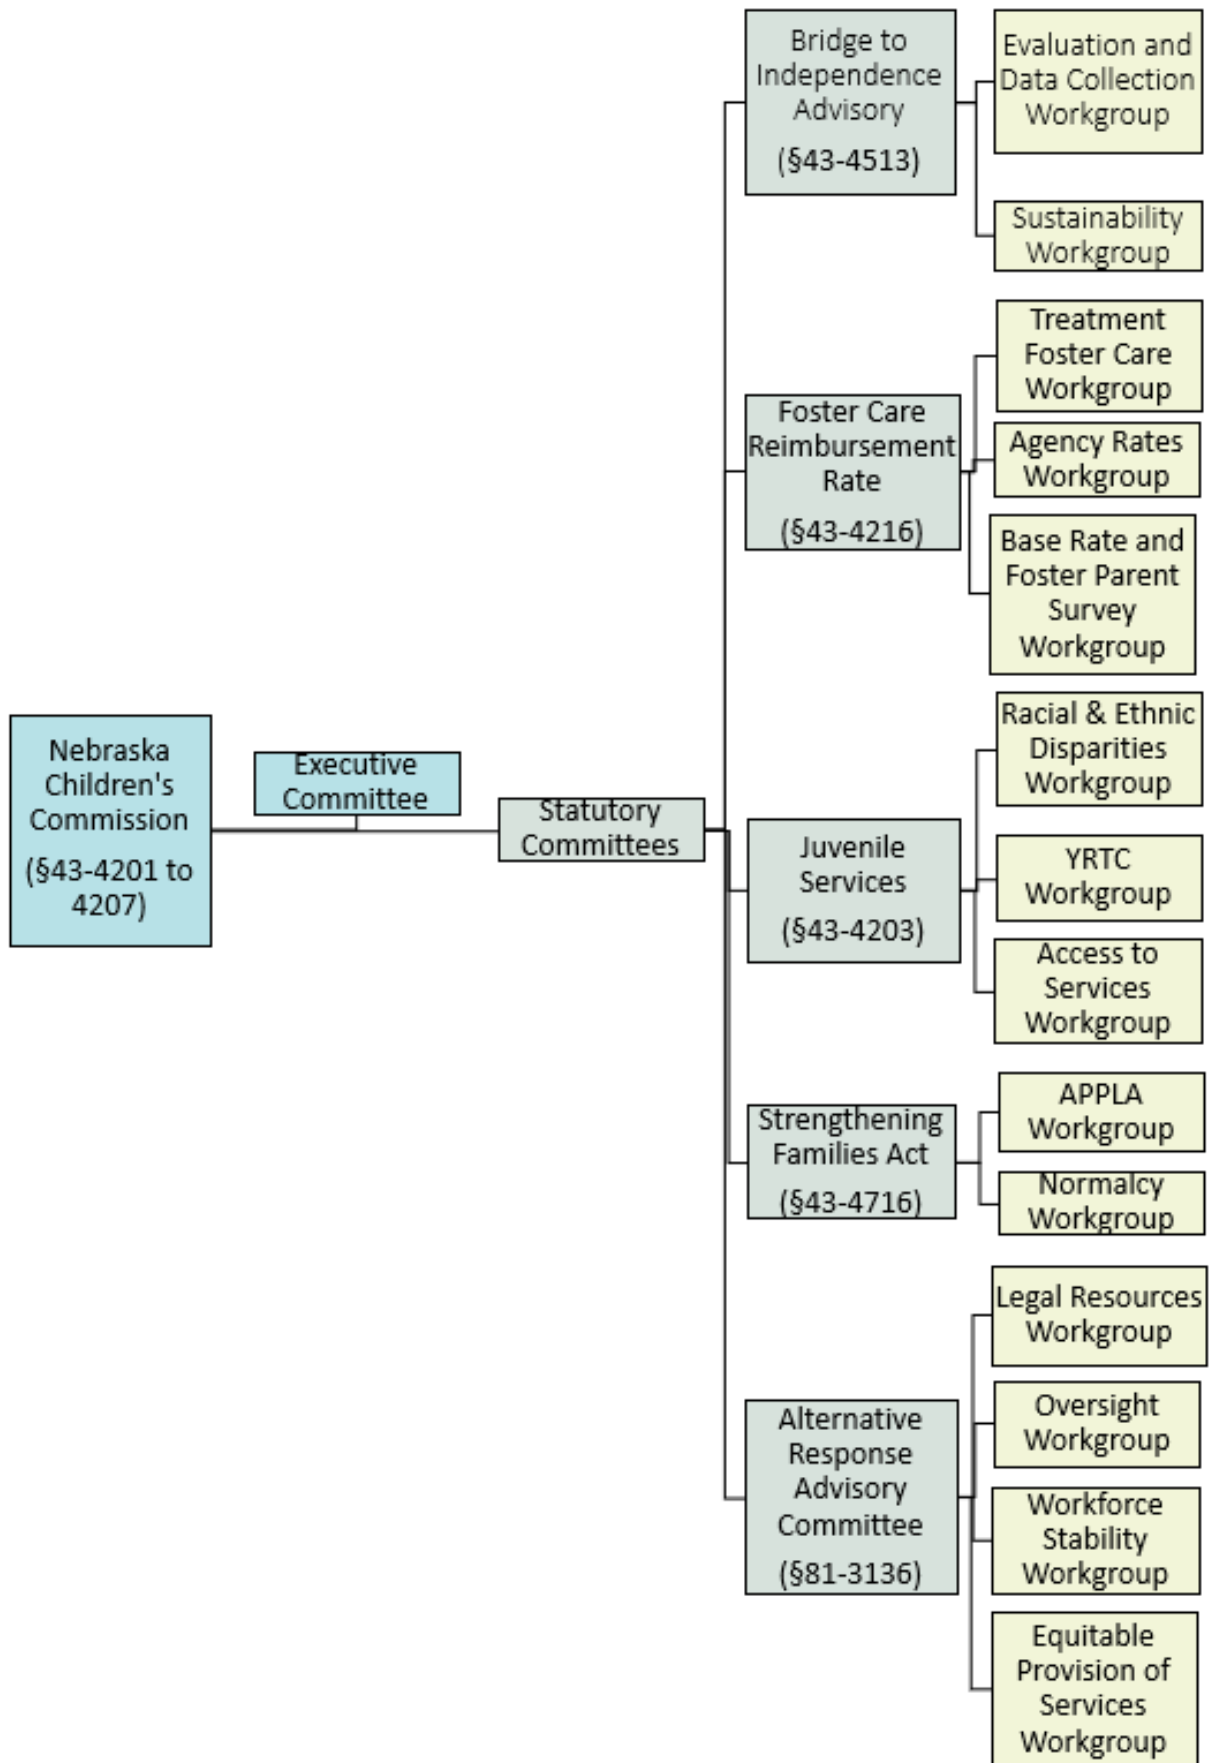 Nebraska
Children's
Commission
(§43-4201 to
4207)
Executive
Committee
Statutory
Committees
Bridge to
Independence
Advisory
(§43-4513)
Evaluation and
Data Collection
Workgroup
Sustainability
Workgroup
Foster Care
Reimbursement
Rate
(§43-4216)
Treatment
Foster Care
Workgroup
Agency Rates
Workgroup
Base Rate and
Foster Parent
Survey
Workgroup
Juvenile
Services
(§43-4203)
Racial & Ethnic
Disparities
Workgroup
YRTC
Workgroup
Access to
Services
Workgroup
Strengthening
Families Act
(§43-4716)
APPLA
Workgroup
Normalcy
Workgroup
Alternative
Response
Advisory
Committee
(§81-3136)
Legal Resources
Workgroup
Oversight
Workgroup
Workforce
Stability
Workgroup
Equitable
Provision of
Services
Workgroup